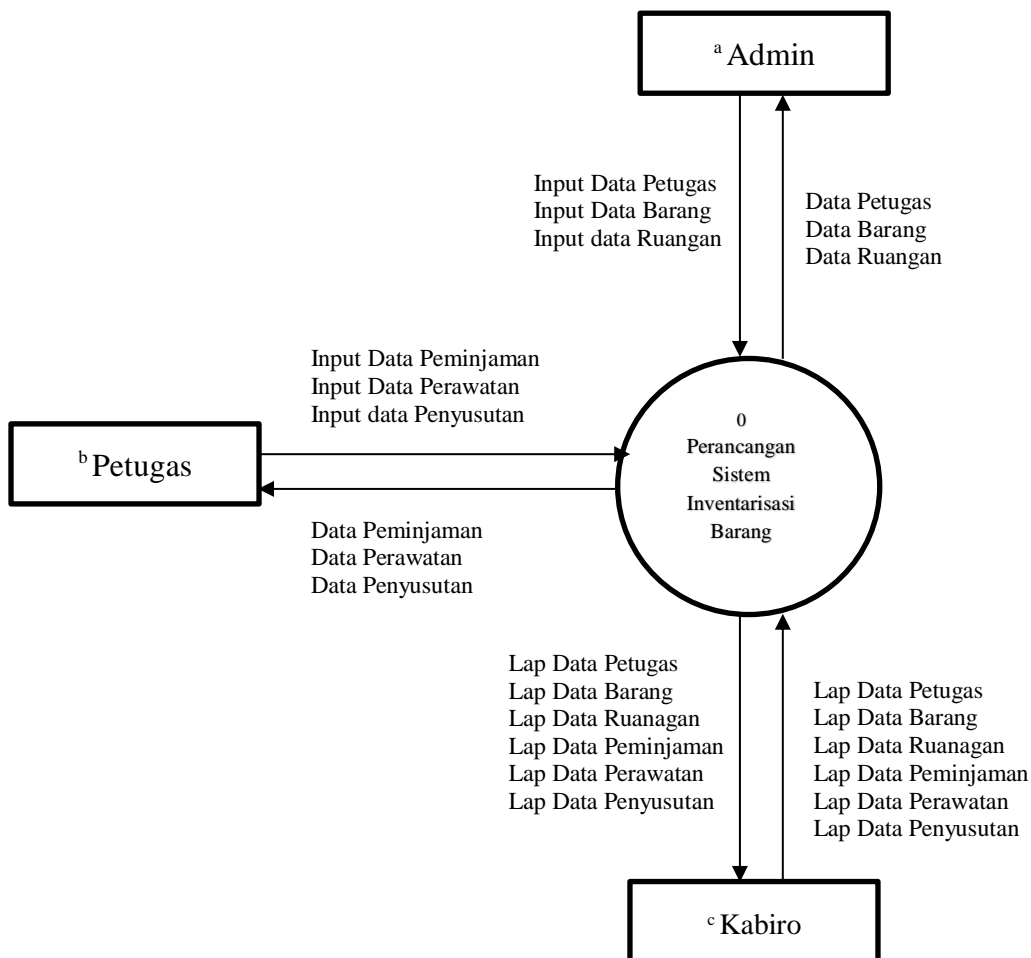 a Admin
Input Data Petugas
Input Data Barang
Input data Ruangan
Data Petugas
Data Barang
Data Ruangan
Input Data Peminjaman
Input Data Perawatan
Input data Penyusutan
b Petugas
0
Perancangan
Sistem
Inventarisasi
Barang
Data Peminjaman
Data Perawatan
Data Penyusutan
Lap Data Petugas
Lap Data Barang
Lap Data Ruanagan
Lap Data Peminjaman
Lap Data Perawatan
Lap Data Penyusutan
Lap Data Petugas
Lap Data Barang
Lap Data Ruanagan
Lap Data Peminjaman
Lap Data Perawatan
Lap Data Penyusutan
c Kabiro